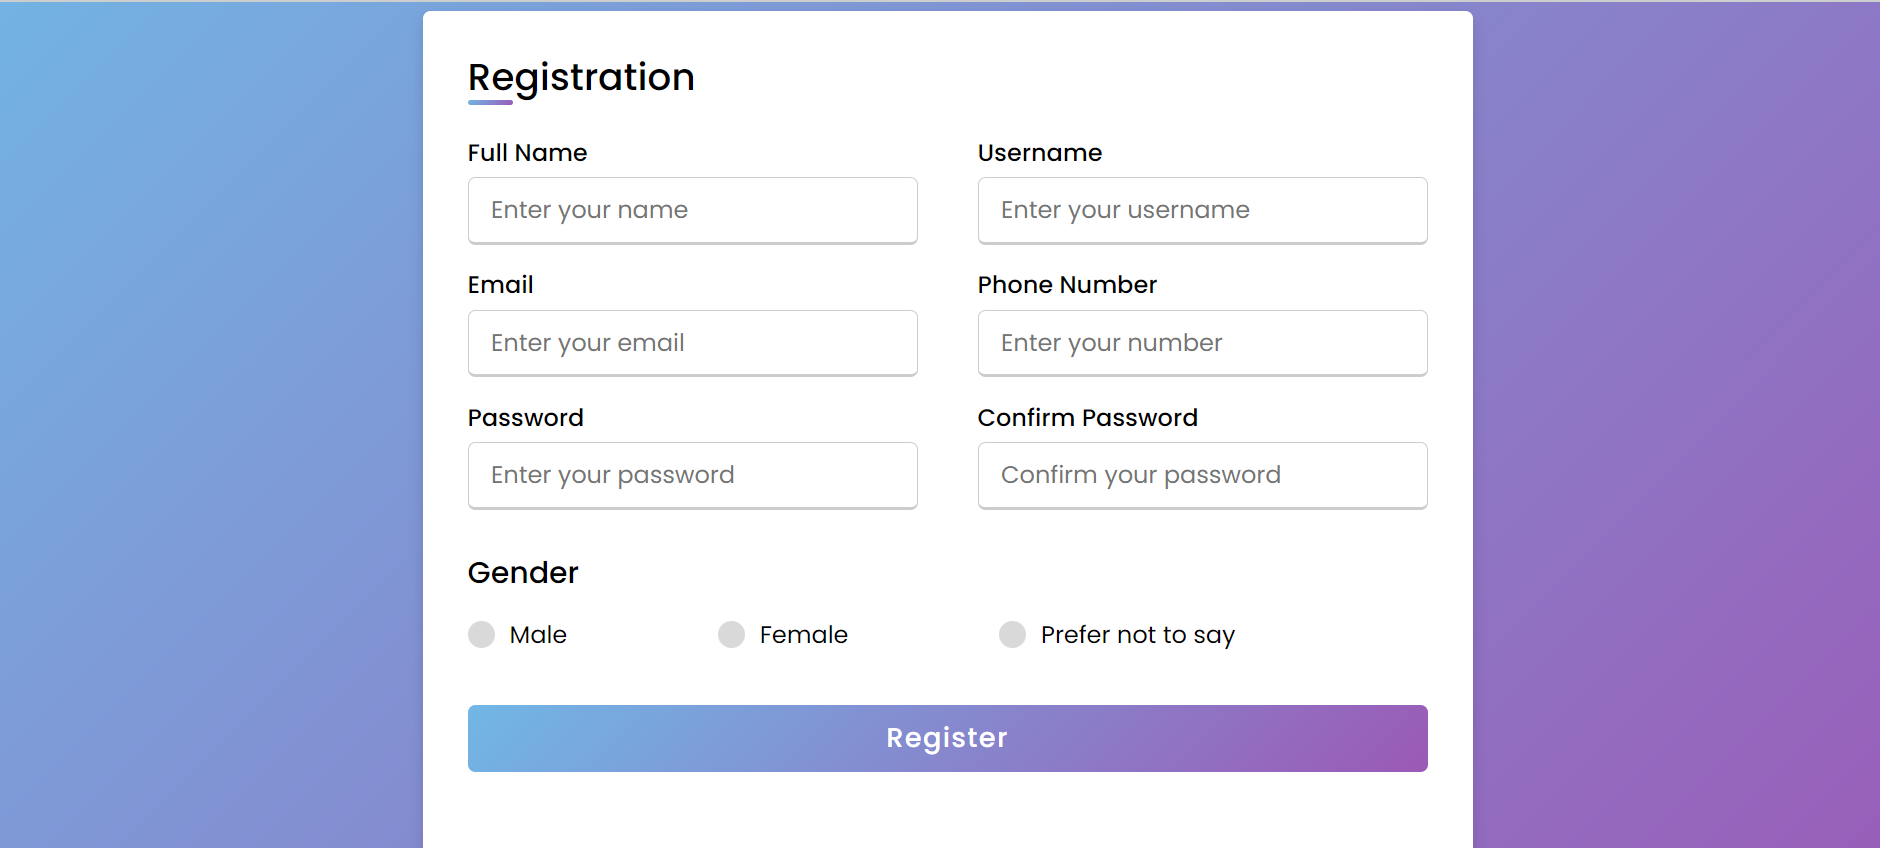 Registration
Full Name
Username
Enter your name
Enter your username
Email
Phone Number
Enter your email
Enter your number
Password
Confirm Password
Enter your password
Confirm your password
Gender
Male
Female
Prefer not to say
Register